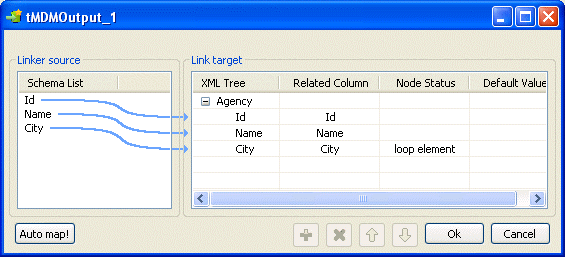 tMDMOutput_1
Linker source
Link target
Schema List
XML Tree Related Column Node Status Default Value
Agency
Id
Id Id
Name
Name Name
City
City City loop element
Auto map!
Ok
Cancel